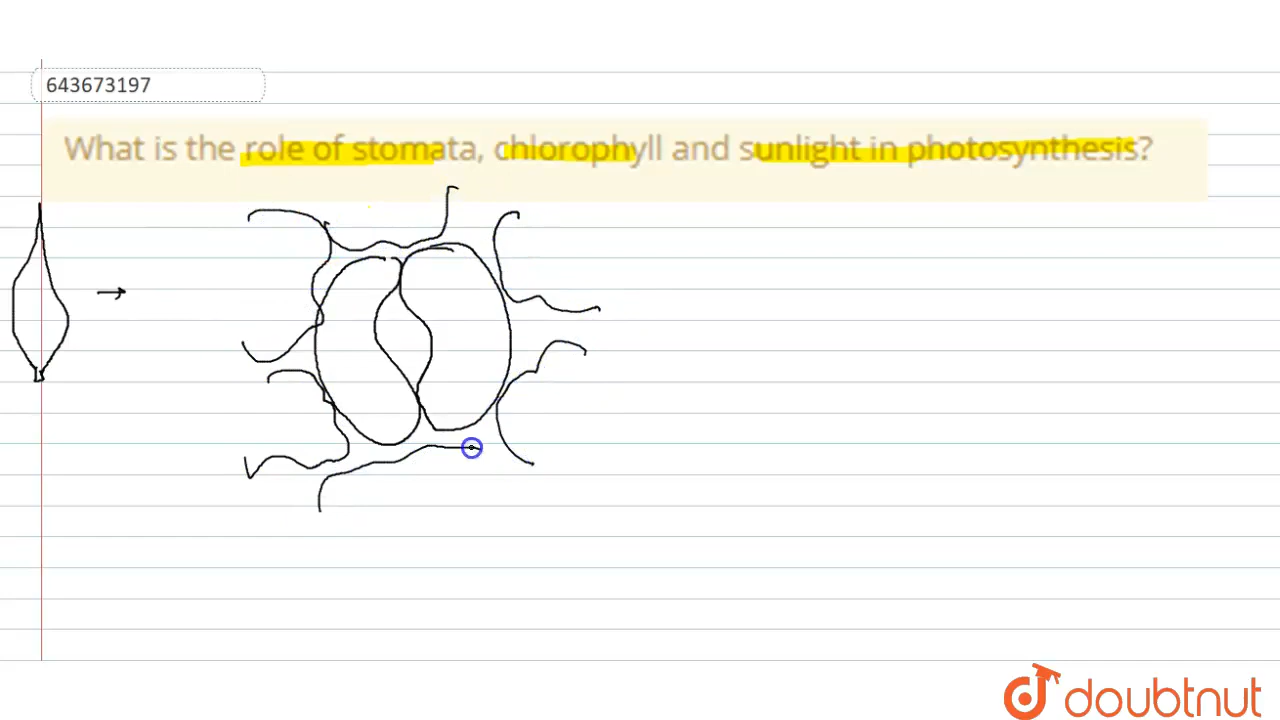 643673197
What is the role of stomata, chlorophyll and sunlight in photosynthesis?
doubtnut